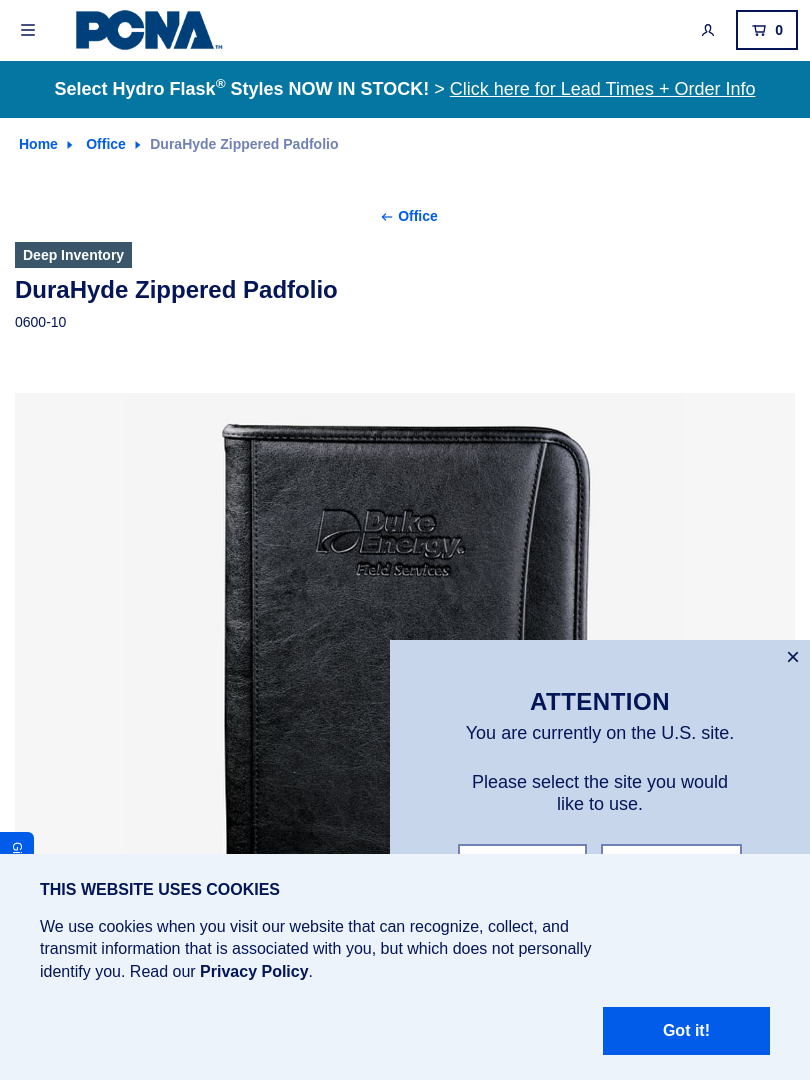 PCNA™
0
Select Hydro Flask® Styles NOW IN STOCK! > Click here for Lead Times + Order Info
Home Office DuraHyde Zippered Padfolio
← Office
Deep Inventory
DuraHyde Zippered Padfolio
0600-10
Duke
Energy®
Field Services
×
ATTENTION
You are currently on the U.S. site.
Please select the site you would
like to use.
THIS WEBSITE USES COOKIES
We use cookies when you visit our website that can recognize, collect, and
transmit information that is associated with you, but which does not personally
identify you. Read our Privacy Policy.
Got it!